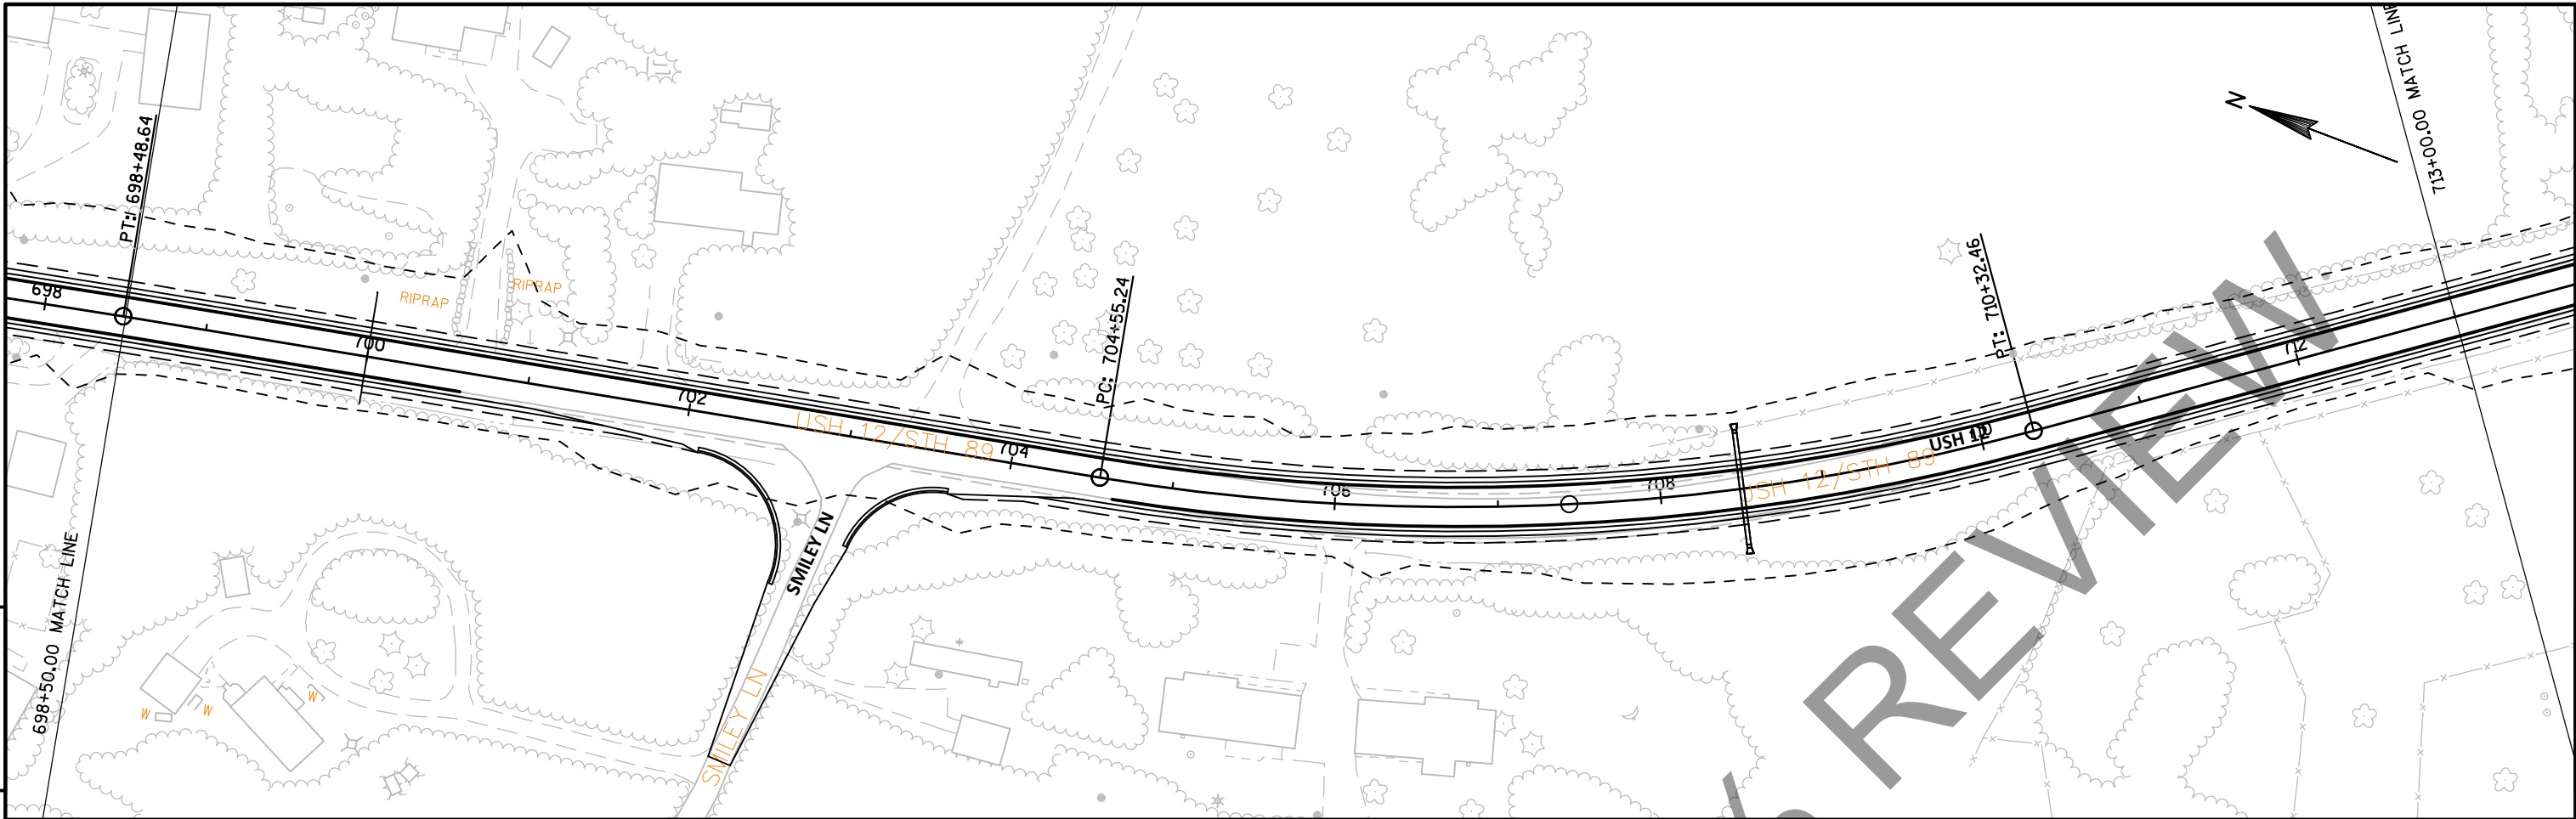 PT: 698+48.64
698+50.00 MATCH LINE
698
RIPRAP
RIPRAP
700
702
USH 12/STH 89
704
PC: 704+55.24
SMILEY LN
SMILEY LN
W
W
W
706
708
USH 12/STH 89
USH 12
710
PT: 710+32.46
712
N
713+00.00 MATCH LINE
REVIEW